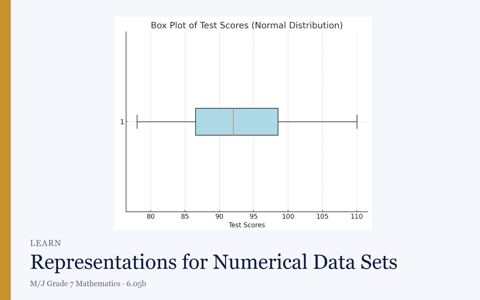 Box Plot of Test Scores (Normal Distribution)
1
80 85 90 95 100 105 110
Test Scores
LEARN
Representations for Numerical Data Sets
M/J Grade 7 Mathematics · 6.05b